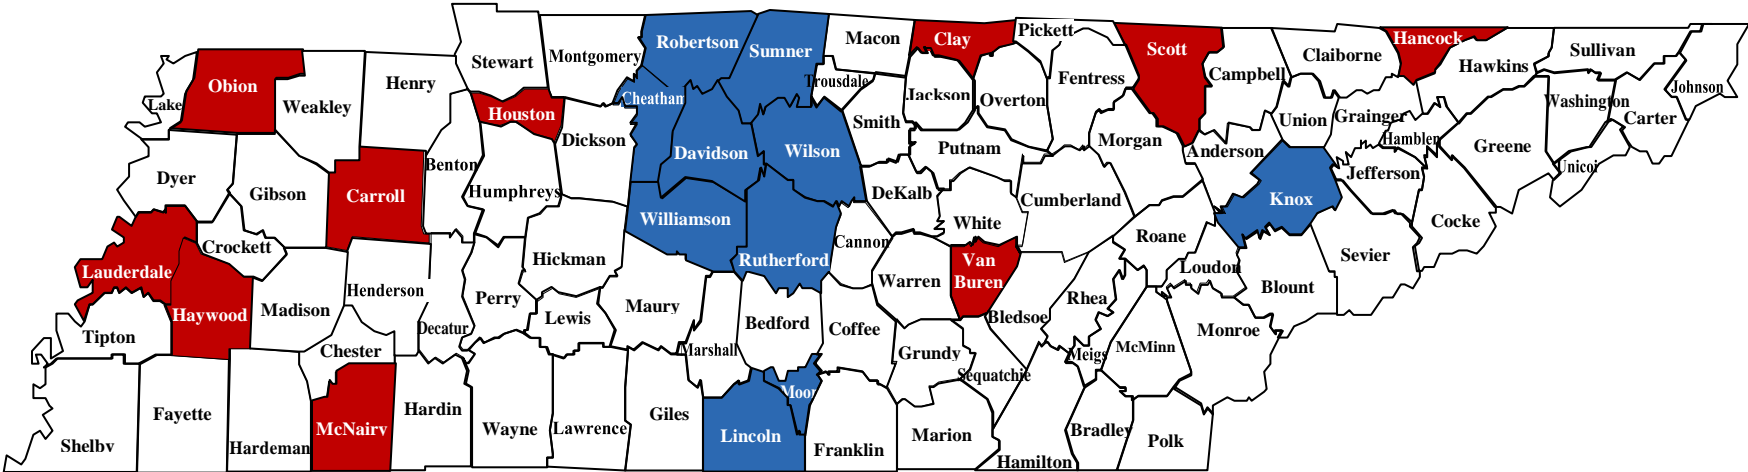 Pickett
Robertson
Sumner
Macon
Clay
Scott
Hancock
Stewart
Montgomery
Fentress
Claiborne
Sullivan
Obion
Weakley
Henry
Cheatham
Trousdale
Campbell
Hawkins
Johnson
Lake
Houston
Dickson
Jackson
Overton
Smith
Morgan
Union
Grainger
Washington
Carter
Hamblen
Davidson
Wilson
Putnam
Anderson
Greene
Benton
Dyer
Gibson
Carroll
Humphreys
DeKalb
White
Cumberland
Knox
Jefferson
Unicoi
Williamson
Cocke
Crockett
Cannon
Roane
Hickman
Rutherford
Van
Buren
Warren
Loudon
Sevier
Lauderdale
Henderson
Perry
Blount
Haywood
Madison
Maury
Rhea
Bledsoe
Tipton
Decatur
Lewis
Bedford
Coffee
Monroe
Chester
Marshall
Grundy
Meigs
McMinn
Sequatchie
Moor
Shelby
Fayette
Hardeman
McNairy
Hardin
Wayne
Lawrence
Giles
Lincoln
Franklin
Marion
Hamilton
Bradley
Polk